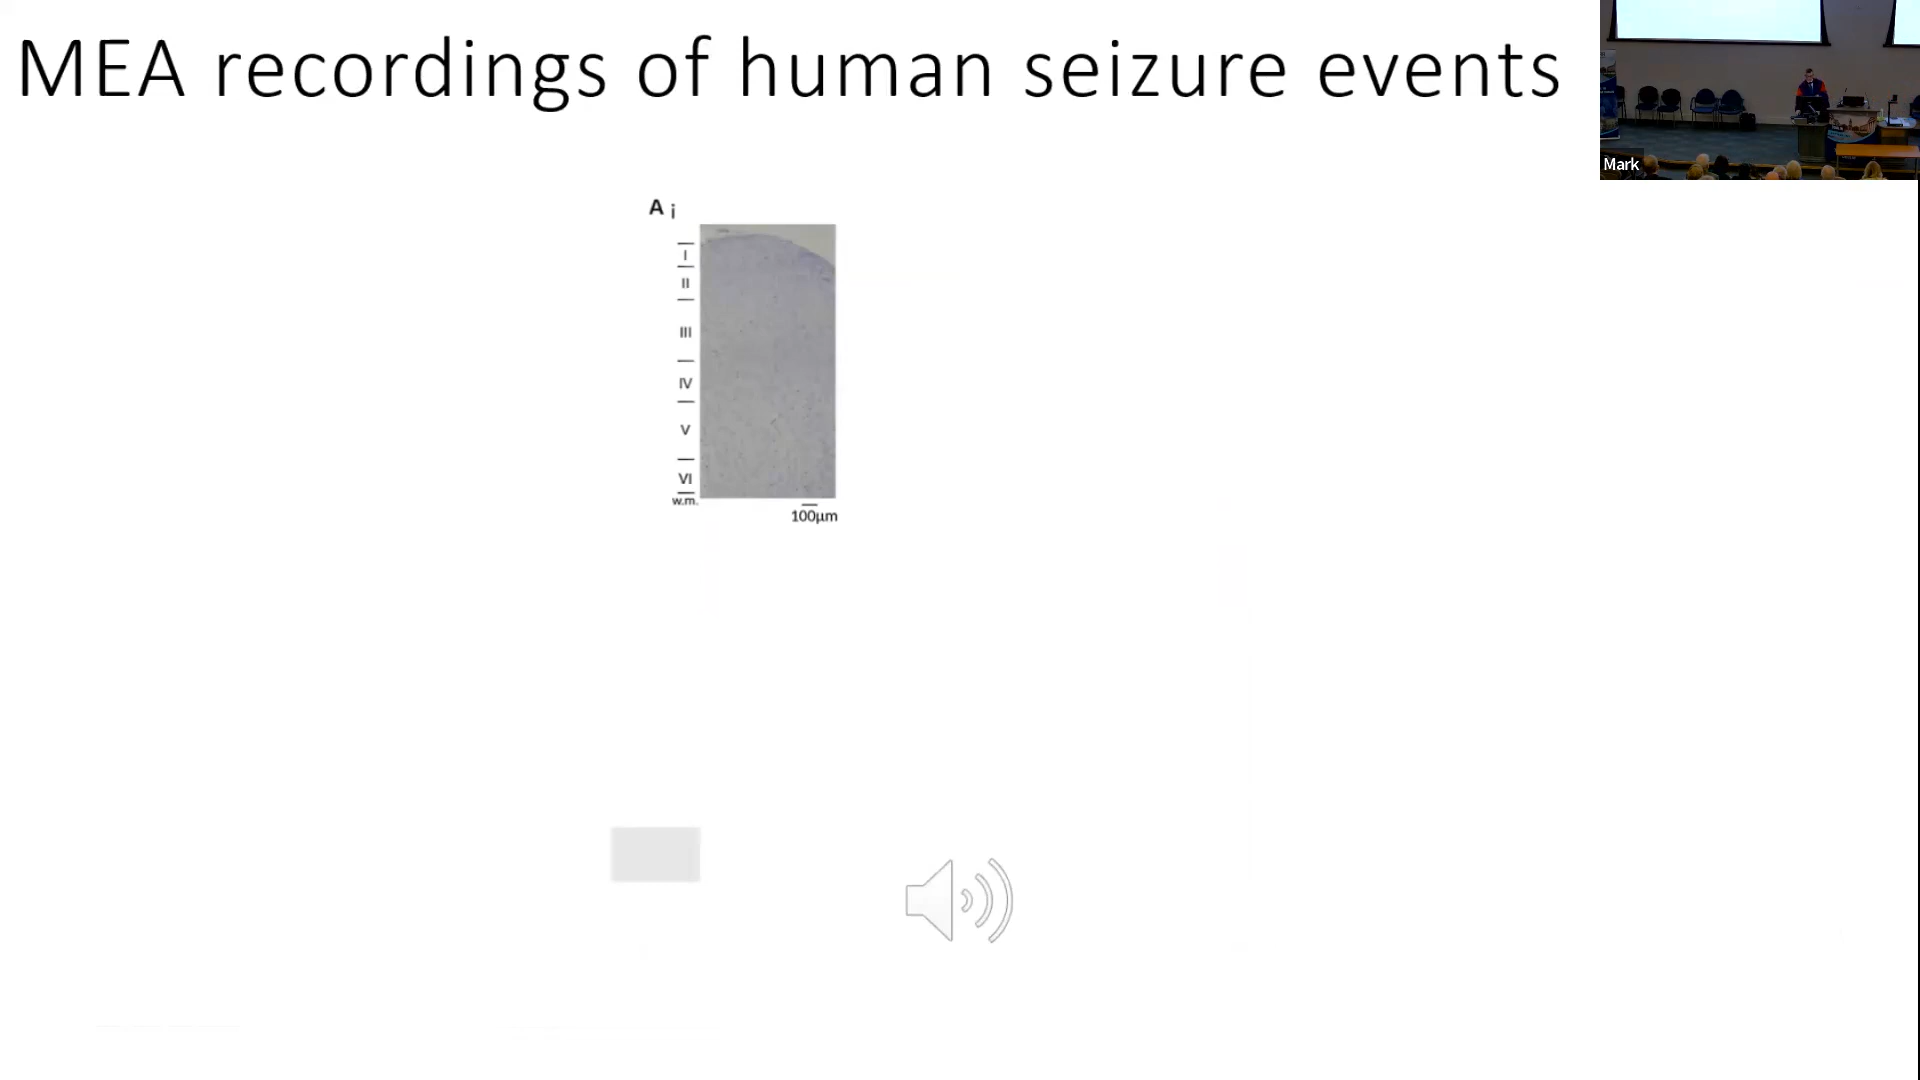 MEA recordings of human seizure events
Mark
A i
I
II
III
IV
V
VI
w.m.
100µm